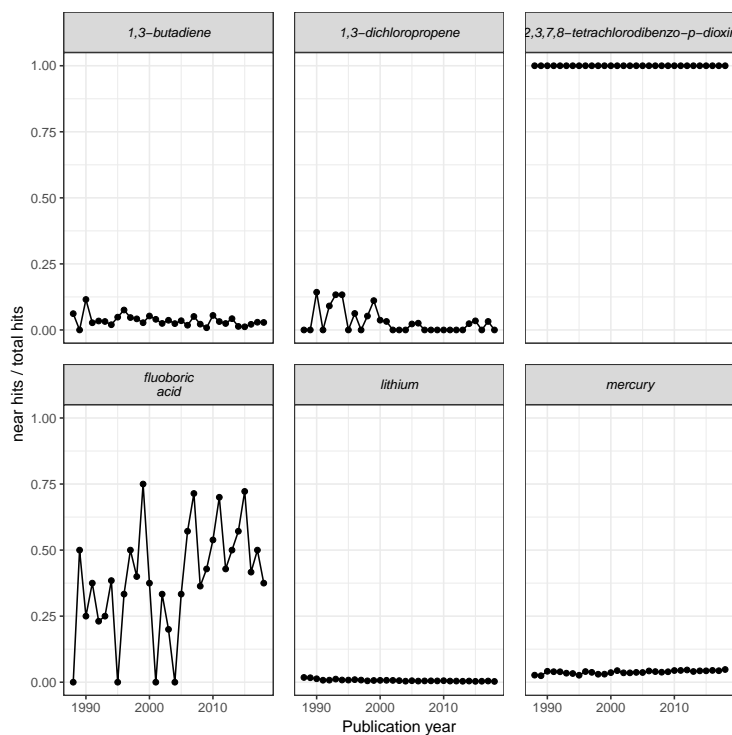 1,3−butadiene
1,3−dichloropropene
2,3,7,8−tetrachlorodibenzo−p−dioxin
1.00
0.75
0.50
0.25
0.00
near hits / total hits
fluoboric
acid
lithium
mercury
1.00
0.75
0.50
0.25
0.00
1990 2000 2010
1990 2000 2010
1990 2000 2010
Publication year